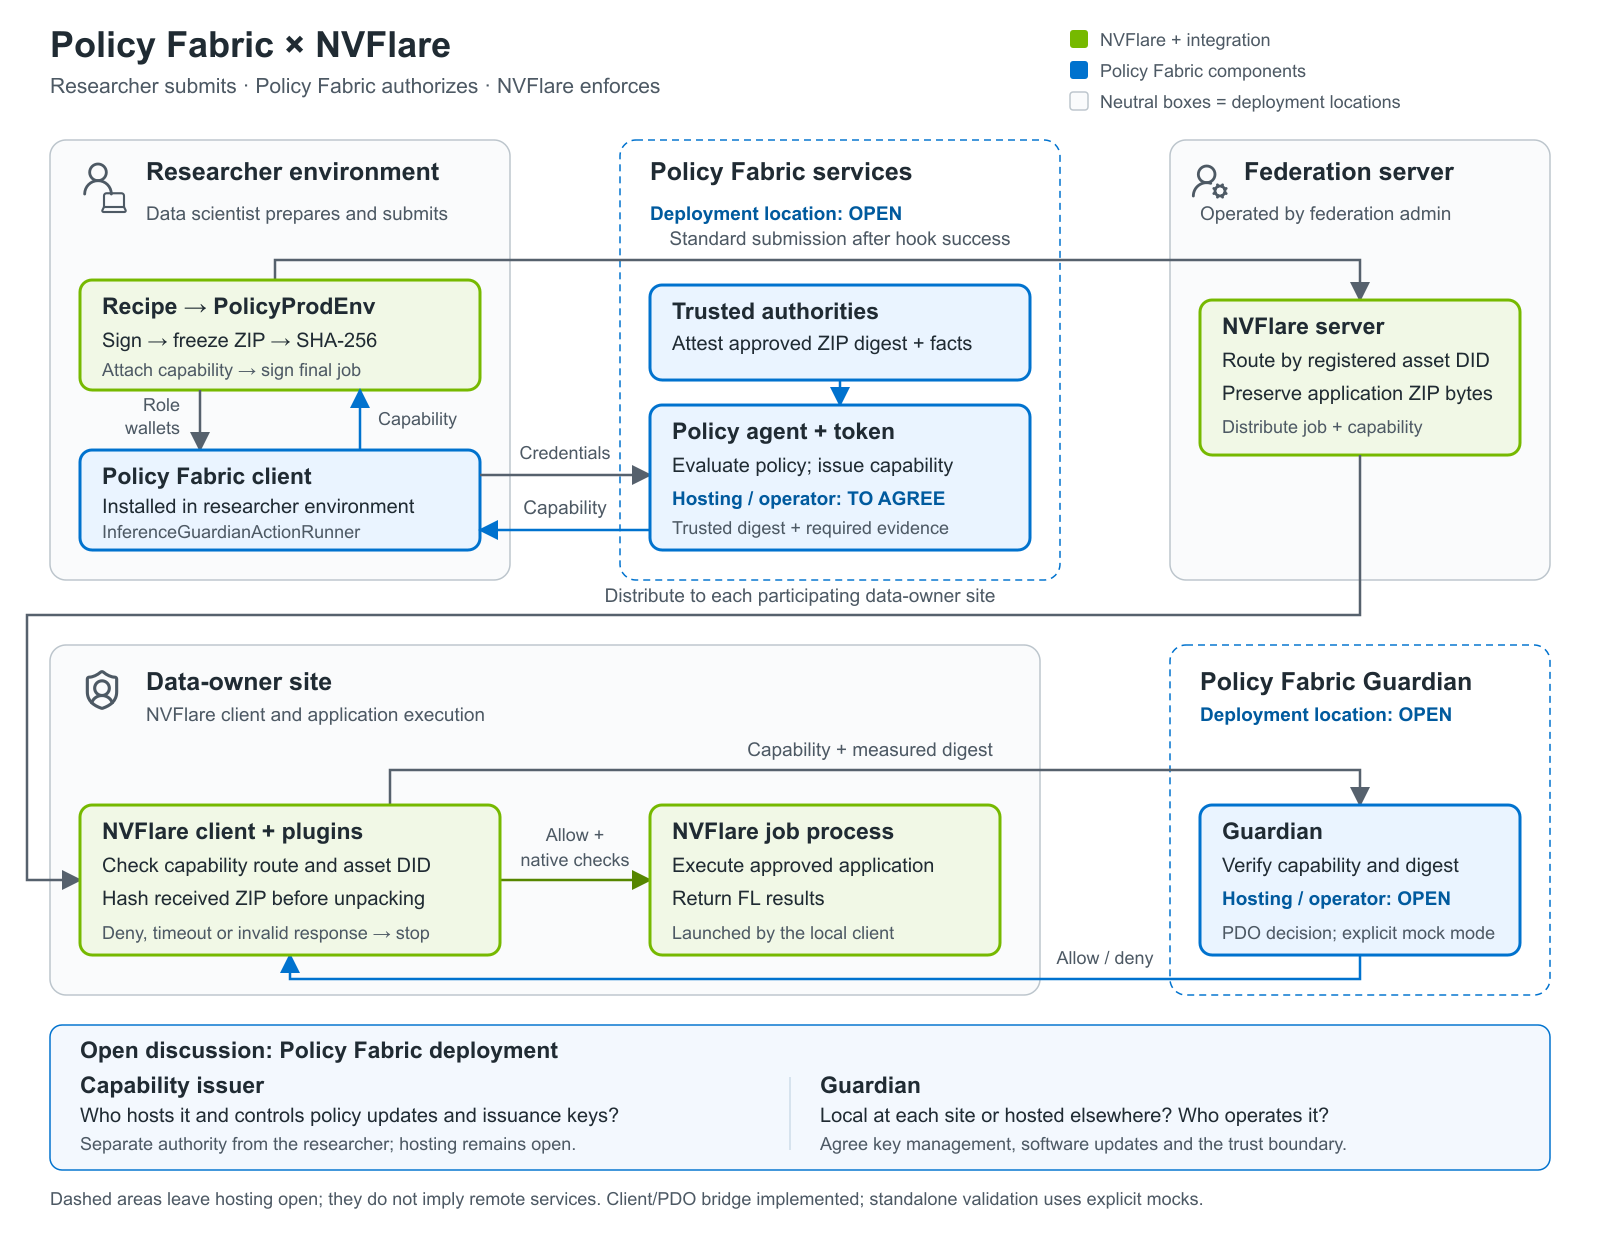 Policy Fabric × NVFlare
Researcher submits · Policy Fabric authorizes · NVFlare enforces
NVFlare + integration
Policy Fabric components
Neutral boxes = deployment locations
Researcher environment
Data scientist prepares and submits
Policy Fabric services
Deployment location: OPEN
Standard submission after hook success
Federation server
Operated by federation admin
Recipe → PolicyProdEnv
Sign → freeze ZIP → SHA-256
Attach capability → sign final job
Role
wallets
Capability
Policy Fabric client
Installed in researcher environment
InferenceGuardianActionRunner
Credentials
Capability
Trusted authorities
Attest approved ZIP digest + facts
Policy agent + token
Evaluate policy; issue capability
Hosting / operator: TO AGREE
Trusted digest + required evidence
NVFlare server
Route by registered asset DID
Preserve application ZIP bytes
Distribute job + capability
Distribute to each participating data-owner site
Data-owner site
NVFlare client and application execution
Capability + measured digest
Policy Fabric Guardian
Deployment location: OPEN
NVFlare client + plugins
Check capability route and asset DID
Hash received ZIP before unpacking
Deny, timeout or invalid response → stop
Allow +
native checks
NVFlare job process
Execute approved application
Return FL results
Launched by the local client
Guardian
Verify capability and digest
Hosting / operator: OPEN
PDO decision; explicit mock mode
Allow / deny
Open discussion: Policy Fabric deployment
Capability issuer
Who hosts it and controls policy updates and issuance keys?
Separate authority from the researcher; hosting remains open.
Guardian
Local at each site or hosted elsewhere? Who operates it?
Agree key management, software updates and the trust boundary.
Dashed areas leave hosting open; they do not imply remote services. Client/PDO bridge implemented; standalone validation uses explicit mocks.